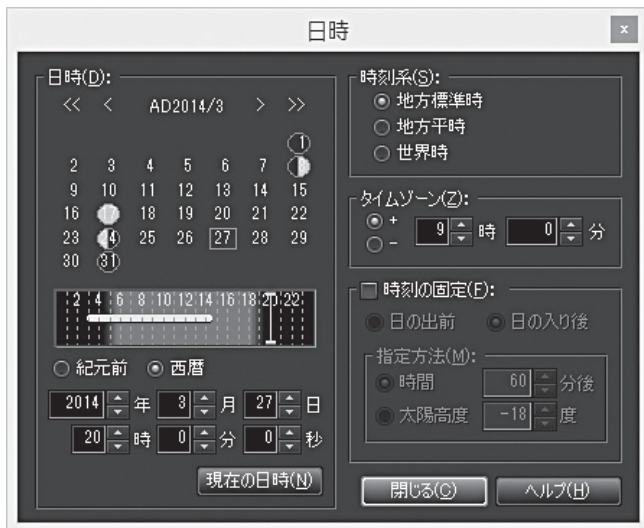 日時
x
日時(D):
<< < AD2014/3 > >>
1
2 3 4 5 6 7
9 10 11 12 13 14 15
16 17 18 19 20 21 22
23 24 25 26 27 28 29
30 31
2 4 6 8 10 12 14 16 18 20 22
紀元前 西暦
2014 年 3 月 27 日
20 時 0 分 0 秒
現在の日時(N)
時刻系(S):
地方標準時
地方平時
世界時
タイムゾーン(Z):
+
-
9 時 0 分
時刻の固定(F):
日の出前 日の入り後
指定方法(M):
時間 60 分後
太陽高度 -18 度
閉じる(C) ヘルプ(H)